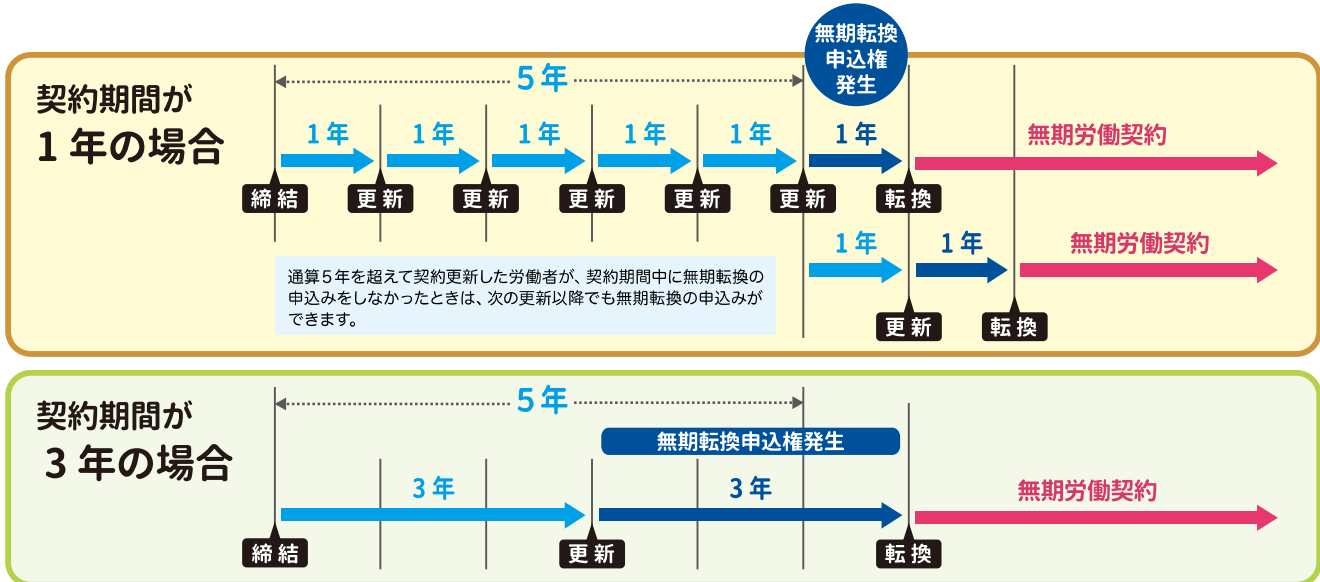 無期転換
申込権
発生
契約期間が
1年の場合
5年
1年 1年 1年 1年 1年 1年 無期労働契約
締結 更新 更新 更新 更新 更新 転換
1年 1年 無期労働契約
通算5年を超えて契約更新した労働者が、契約期間中に無期転換の
申込みをしなかったときは、次の更新以降でも無期転換の申込みが
できます。
更新 転換
契約期間が
3年の場合
5年
無期転換申込権発生
3年 3年 無期労働契約
締結 更新 転換